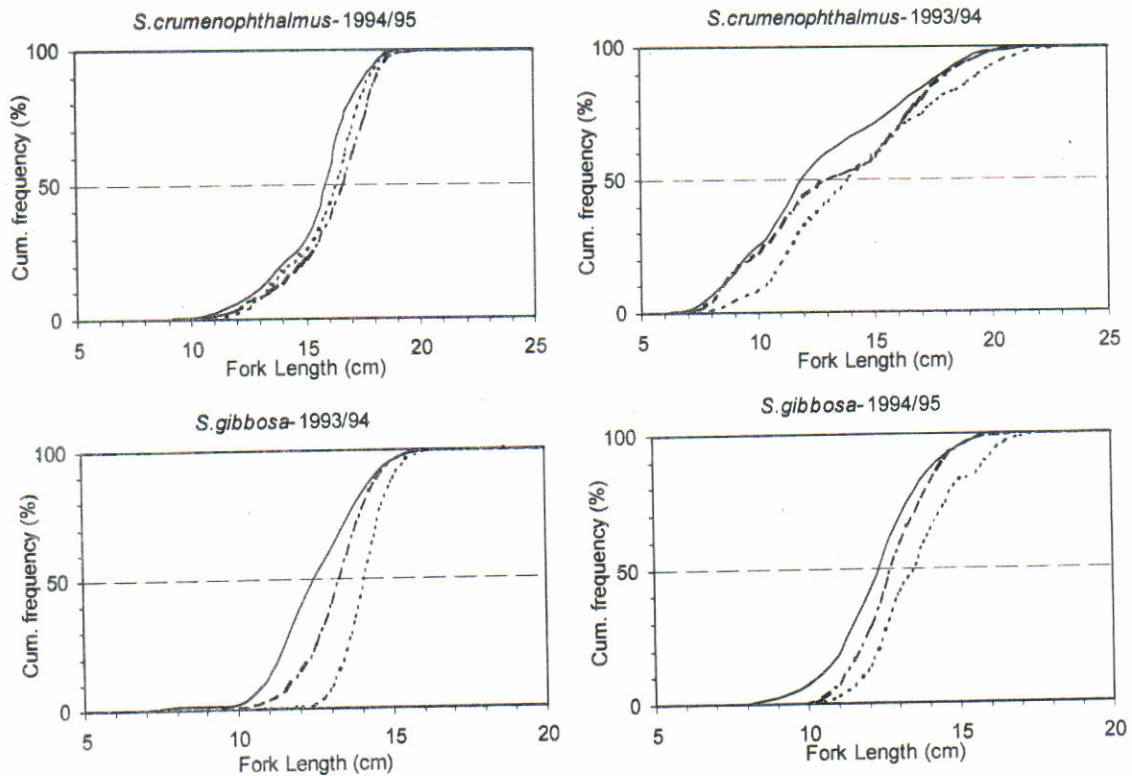 S.crumenophthalmus- 1994/95
100
50
0
Cum. frequency (%)
5 10 15 20 25
Fork Length (cm)
S.crumenophthalmus- 1993/94
100
50
0
Cum. frequency (%)
5 10 15 20 25
Fork Length (cm)
S.gibbosa- 1993/94
100
50
0
Cum. frequency (%)
5 10 15 20
Fork Length (cm)
S.gibbosa- 1994/95
100
50
0
Cum. frequency (%)
5 10 15 20
Fork Length (cm)